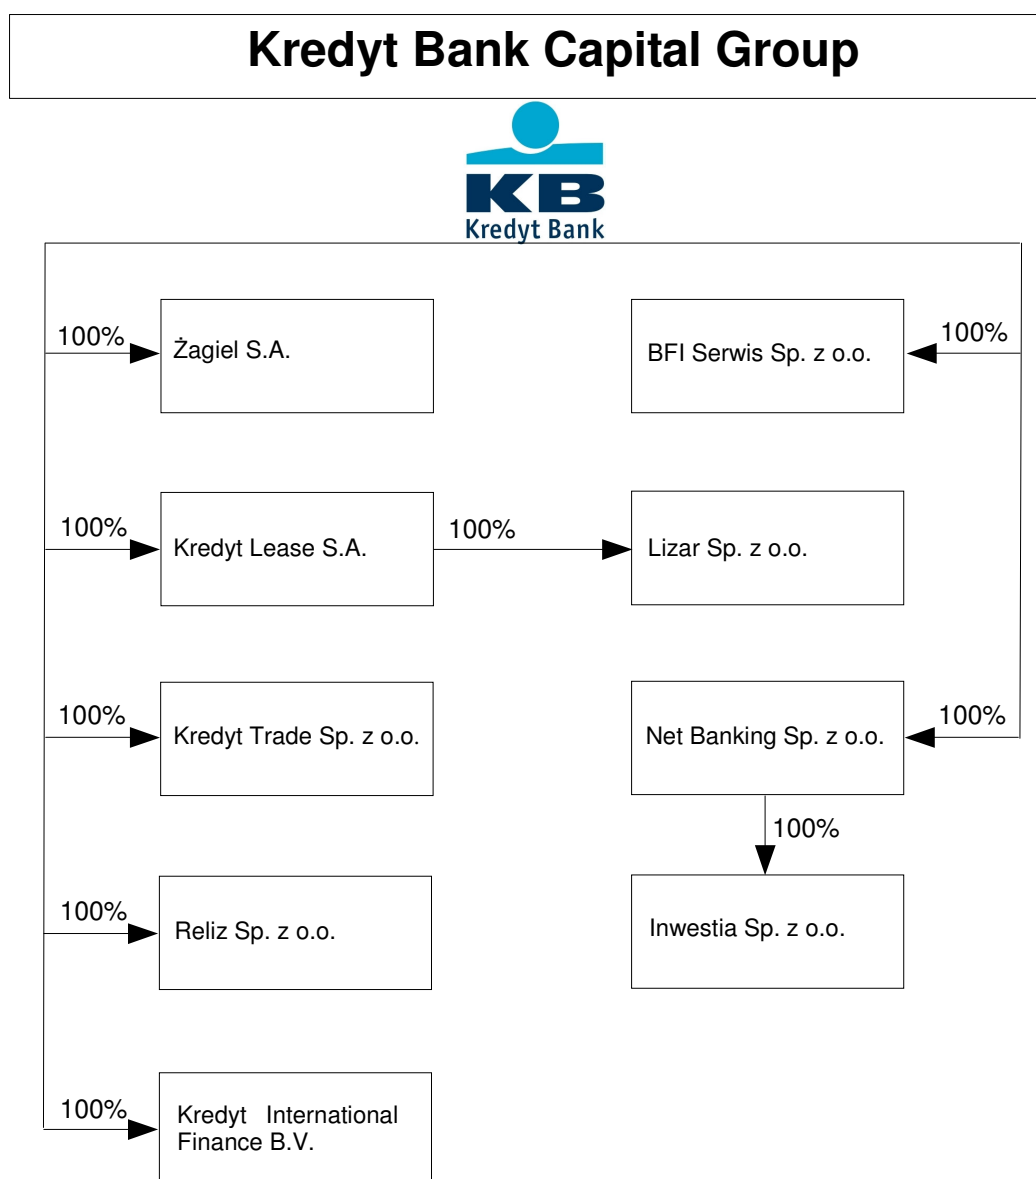 Kredyt Bank Capital Group
KB
Kredyt Bank
100%
Żagiel S.A.
BFI Serwis Sp. z o.o.
100%
100%
Kredyt Lease S.A.
100%
Lizar Sp. z o.o.
100%
Kredyt Trade Sp. z o.o.
Net Banking Sp. z o.o.
100%
100%
100%
Reliz Sp. z o.o.
Inwestia Sp. z o.o.
100%
Kredyt International
Finance B.V.